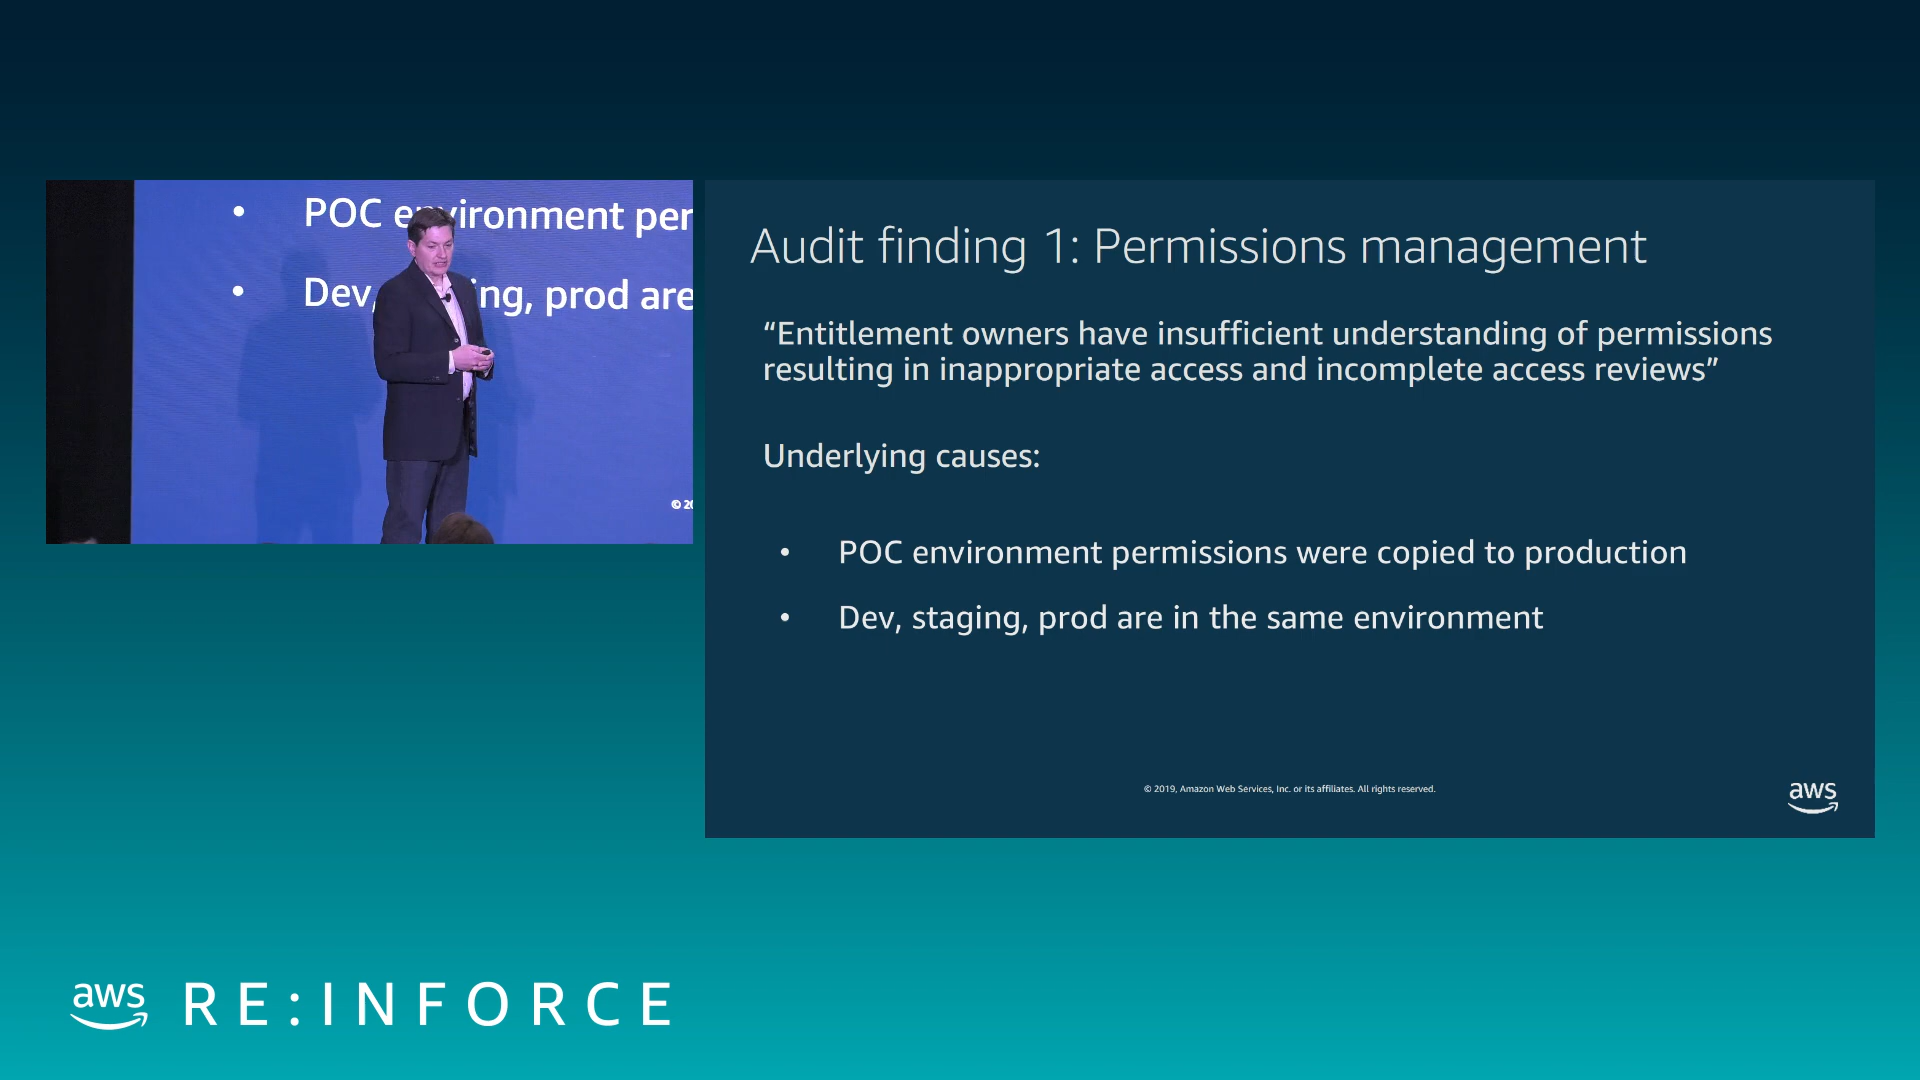 • POC environment per
• Dev, ing, prod are
© 20
Audit finding 1: Permissions management
“Entitlement owners have insufficient understanding of permissions
resulting in inappropriate access and incomplete access reviews”
Underlying causes:
• POC environment permissions were copied to production
• Dev, staging, prod are in the same environment
© 2019, Amazon Web Services, Inc. or its affiliates. All rights reserved.
aws
aws RE:INFORCE